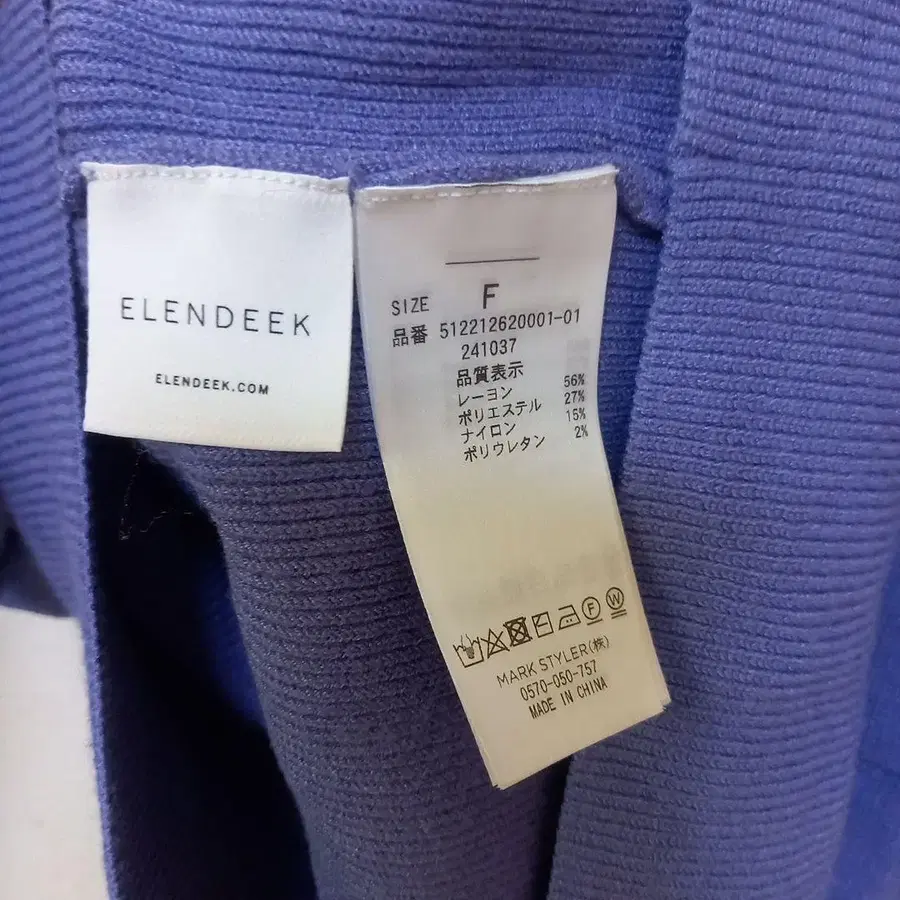 ELENDEEK
ELENDEEK.COM
SIZE F
品番 512212620001-01
241037
品質表示
レーヨン 56%
ポリエステル 27%
ナイロン 15%
ポリウレタン 2%
F W
MARK STYLER(株)
0570-050-757
MADE IN CHINA